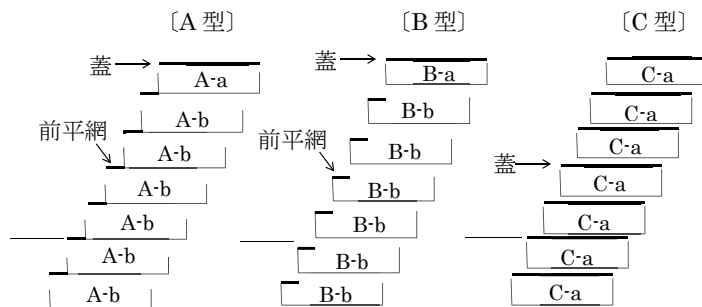 〔A 型〕 〔B 型〕 〔C 型〕
蓋 蓋
A-a B-a C-a
A-b B-b C-a
前平網 前平網
A-b B-b C-a
蓋
A-b B-b C-a
A-b B-b C-a
A-b B-b C-a
A-b B-b C-a